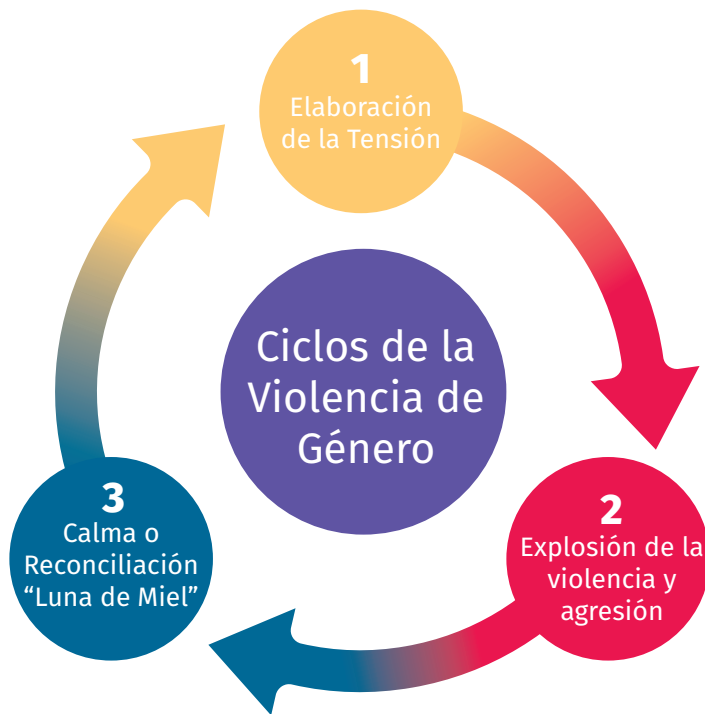 1
Elaboración
de la Tensión
Ciclos de la
Violencia de
Género
2
Explosión de la
violencia y
agresión
3
Calma o
Reconciliación
“Luna de Miel”